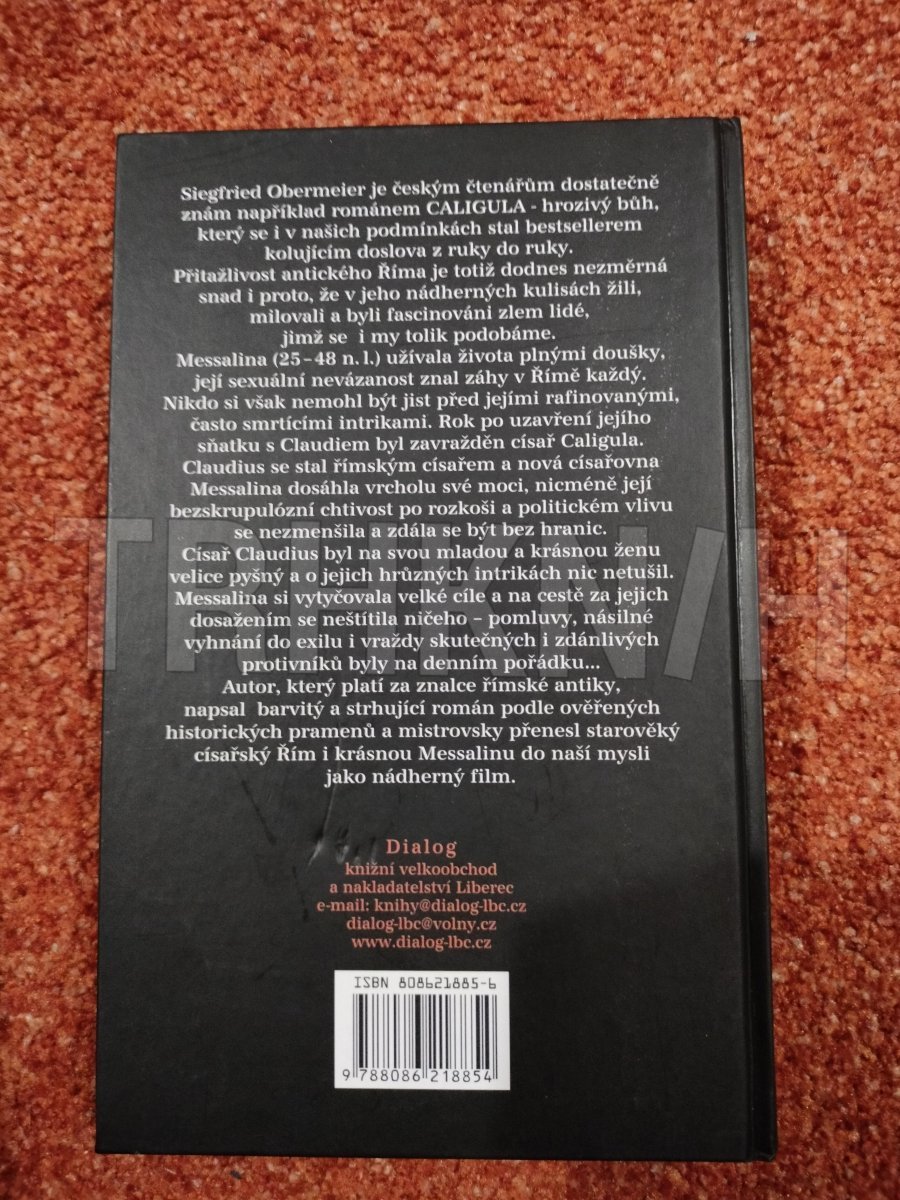 Siegfried Obermeier je českým čtenářům dostatečně
znám například románem CALIGULA - hrozivý bůh,
který se i v našich podmínkách stal bestsellerem
kolujícím doslova z ruky do ruky.
Přitažlivost antického Říma je totiž dodnes nezměrná
snad i proto, že v jeho nádherných kulisách žili,
milovali a byli fascinováni zlem lidé,
jimž se i my tolik podobáme.
Messalina (25–48 n. l.) užívala života plnými doušky,
její sexuální nevázanost znal záhy v Římě každý.
Nikdo si však nemohl být jist před jejími rafinovanými,
často smrtícími intrikami. Rok po uzavření jejího
sňatku s Claudiem byl zavražděn císař Caligula.
Claudius se stal římským císařem a nová císařovna
Messalina dosáhla vrcholu své moci, nicméně její
bezskrupulózní chtivost po rozkoši a politickém vlivu
se nezmenšila a zdála se být bez hranic.
Císař Claudius byl na svou mladou a krásnou ženu
velice pyšný a o jejich hrůzných intrikách nic netušil.
Messalina si vytyčovala velké cíle a na cestě za jejich
dosažením se neštítila ničeho – pomluvy, násilné
vyhnání do exilu i vraždy skutečných i zdánlivých
protivníků byly na denním pořádku...
Autor, který platí za znalce římské antiky,
napsal barvitý a strhující román podle ověřených
historických pramenů a mistrovsky přenesl starověký
císařský Řím i krásnou Messalinu do naší mysli
jako nádherný film.
TRHKNIH
Dialog
knižní velkoobchod
a nakladatelství Liberec
e-mail: knihy@dialog-lbc.cz
dialog-lbc@volny.cz
www.dialog-lbc.cz
ISBN 808621885-6
9 788086 218854